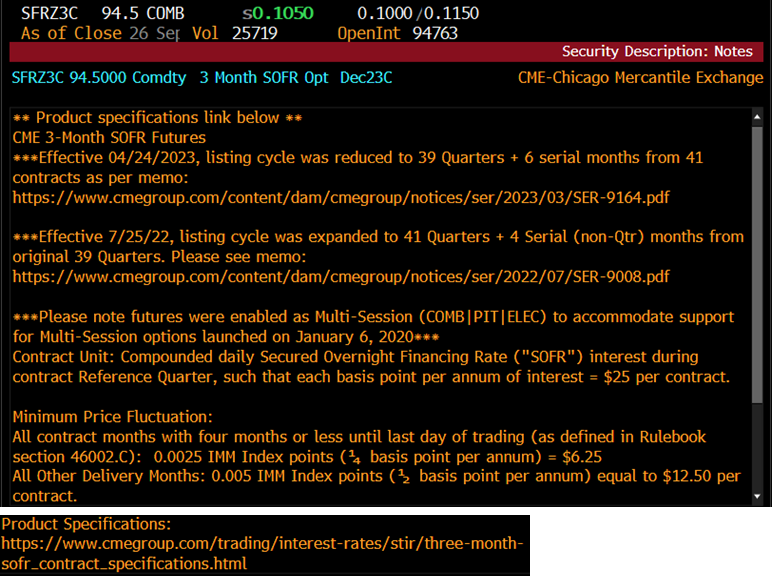 SFRZ3C 94.5 COMB s0.1050 0.1000/0.1150
As of Close 26 Sep Vol 25719 OpenInt 94763
Security Description: Notes
SFRZ3C 94.5000 Comdty 3 Month SOFR Opt Dec23C CME-Chicago Mercantile Exchange
** Product specifications link below **
CME 3-Month SOFR Futures
***Effective 04/24/2023, listing cycle was reduced to 39 Quarters + 6 serial months from 41
contracts as per memo:
https://www.cmegroup.com/content/dam/cmegroup/notices/ser/2023/03/SER-9164.pdf
***Effective 7/25/22, listing cycle was expanded to 41 Quarters + 4 Serial (non-Qtr) months from
original 39 Quarters. Please see memo:
https://www.cmegroup.com/content/dam/cmegroup/notices/ser/2022/07/SER-9008.pdf
***Please note futures were enabled as Multi-Session (COMB|PIT|ELEC) to accommodate support
for Multi-Session options launched on January 6, 2020***
Contract Unit: Compounded daily Secured Overnight Financing Rate ("SOFR") interest during
contract Reference Quarter, such that each basis point per annum of interest = $25 per contract.
Minimum Price Fluctuation:
All contract months with four months or less until last day of trading (as defined in Rulebook
section 46002.C): 0.0025 IMM Index points (¼ basis point per annum) = $6.25
All Other Delivery Months: 0.005 IMM Index points (½ basis point per annum) equal to $12.50 per
contract.
Product Specifications:
https://www.cmegroup.com/trading/interest-rates/stir/three-month-
sofr_contract_specifications.html